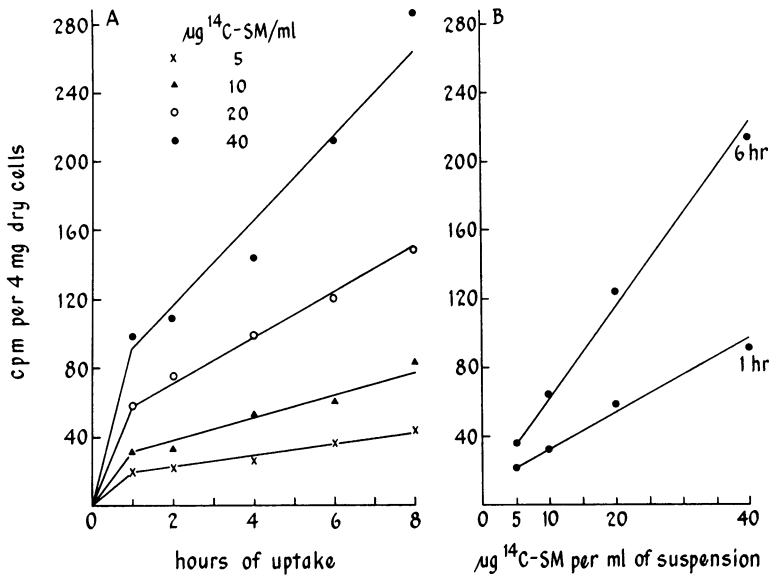 A
μg ¹⁴C-SM/ml
x 5
▲ 10
○ 20
● 40
280
240
200
160
120
80
40
0 2 4 6 8
cpm per 4 mg dry cells
hours of uptake
B
280
240
200
160
120
80
40
6 hr
1 hr
0 5 10 20 40
μg ¹⁴C-SM per ml of suspension